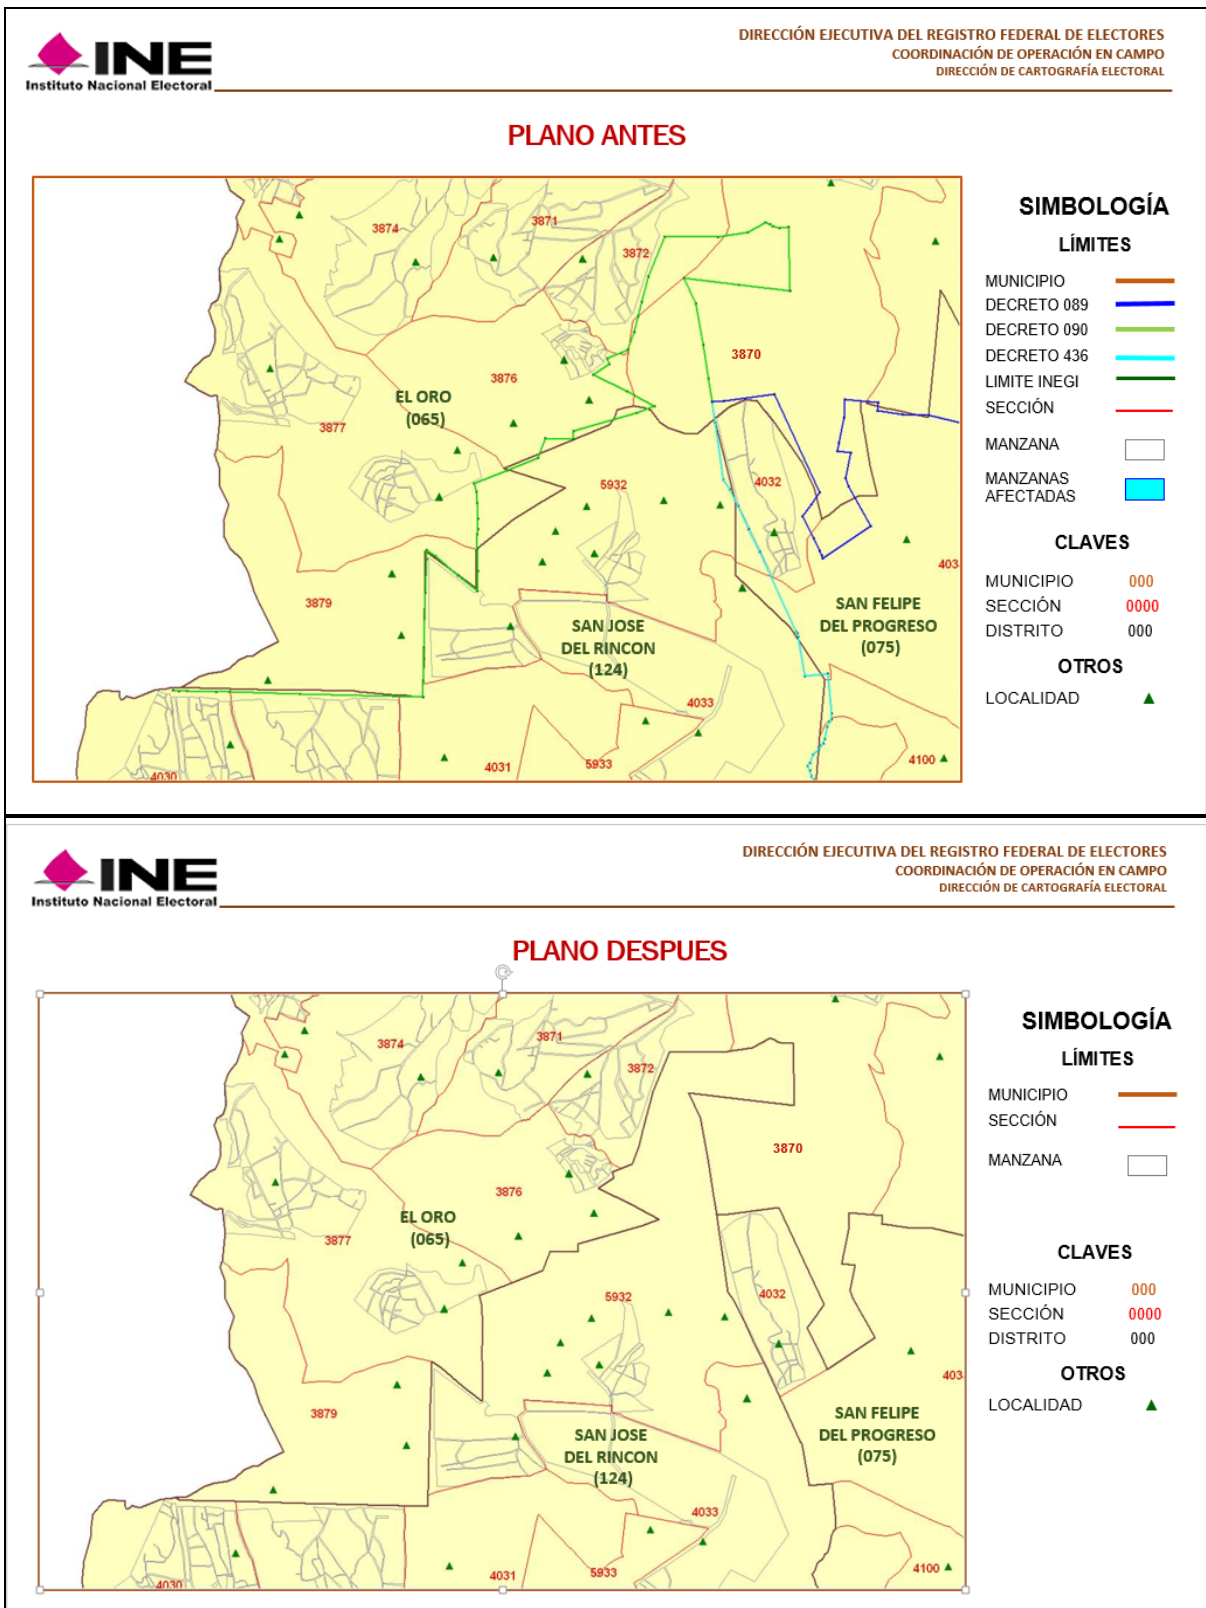 INE
Instituto Nacional Electoral
DIRECCIÓN EJECUTIVA DEL REGISTRO FEDERAL DE ELECTORES
COORDINACIÓN DE OPERACIÓN EN CAMPO
DIRECCIÓN DE CARTOGRAFÍA ELECTORAL
PLANO ANTES
3874
3871
3872
3870
3876
EL ORO
(065)
3877
5932
4032
403
3879
SAN JOSE
DEL RINCON
(124)
SAN FELIPE
DEL PROGRESO
(075)
4033
4030
4031
5933
4100
SIMBOLOGÍA
LÍMITES
MUNICIPIO
DECRETO 089
DECRETO 090
DECRETO 436
LIMITE INEGI
SECCIÓN
MANZANA
MANZANAS
AFECTADAS
CLAVES
MUNICIPIO 000
SECCIÓN 0000
DISTRITO 000
OTROS
LOCALIDAD
INE
Instituto Nacional Electoral
DIRECCIÓN EJECUTIVA DEL REGISTRO FEDERAL DE ELECTORES
COORDINACIÓN DE OPERACIÓN EN CAMPO
DIRECCIÓN DE CARTOGRAFÍA ELECTORAL
PLANO DESPUES
3874
3871
3872
3870
3876
EL ORO
(065)
3877
5932
4032
403
3879
SAN JOSE
DEL RINCON
(124)
SAN FELIPE
DEL PROGRESO
(075)
4033
4030
4031
5933
4100
SIMBOLOGÍA
LÍMITES
MUNICIPIO
SECCIÓN
MANZANA
CLAVES
MUNICIPIO 000
SECCIÓN 0000
DISTRITO 000
OTROS
LOCALIDAD